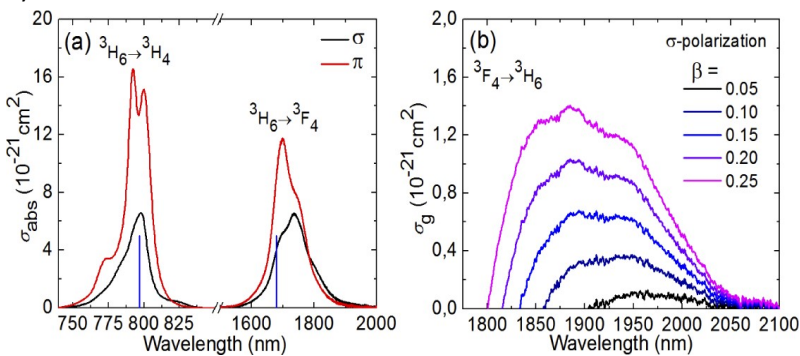 (a)
³H₆→³H₄
³H₆→³F₄
σ
π
σabs (10⁻²¹cm²)
20
16
12
8
4
0
750 775 800 825 1600 1800 2000
Wavelength (nm)
(b)
σ-polarization
³F₄→³H₆
β =
0.05
0.10
0.15
0.20
0.25
σg (10⁻²¹cm²)
2,0
1,6
1,2
0,8
0,4
0,0
1800 1850 1900 1950 2000 2050 2100
Wavelength (nm)